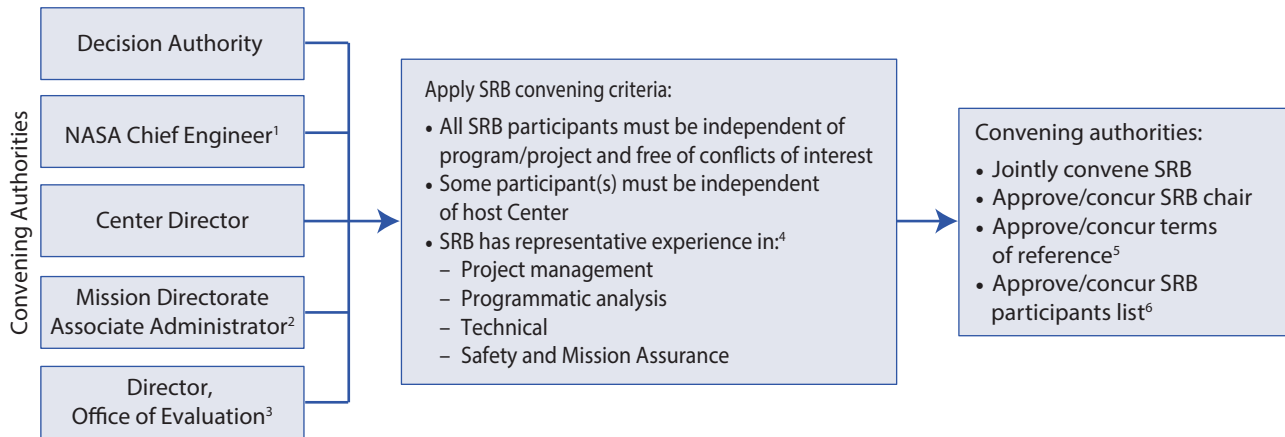 Convening Authorities
Decision Authority
NASA Chief Engineer¹
Center Director
Mission Directorate
Associate Administrator²
Director,
Office of Evaluation³
Apply SRB convening criteria:
• All SRB participants must be independent of
program/project and free of conflicts of interest
• Some participant(s) must be independent
of host Center
• SRB has representative experience in:⁴
– Project management
– Programmatic analysis
– Technical
– Safety and Mission Assurance
Convening authorities:
• Jointly convene SRB
• Approve/concur SRB chair
• Approve/concur terms
of reference⁵
• Approve/concur SRB
participants list⁶